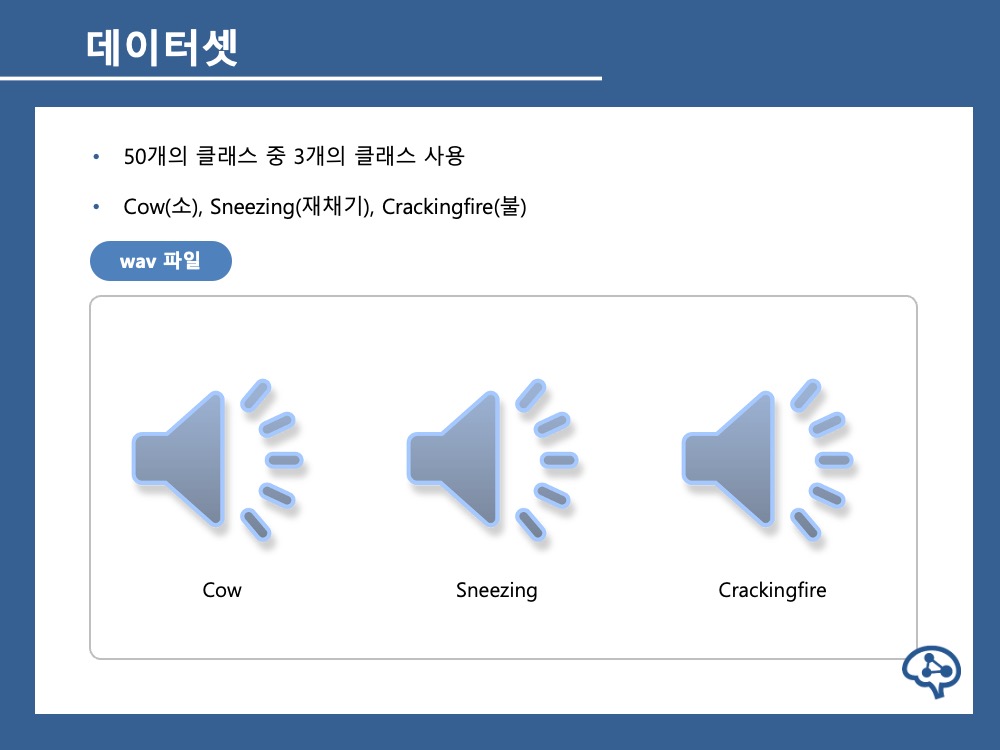 데이터셋
• 50개의 클래스 중 3개의 클래스 사용
• Cow(소), Sneezing(재채기), Crackingfire(불)
wav 파일
Cow Sneezing Crackingfire